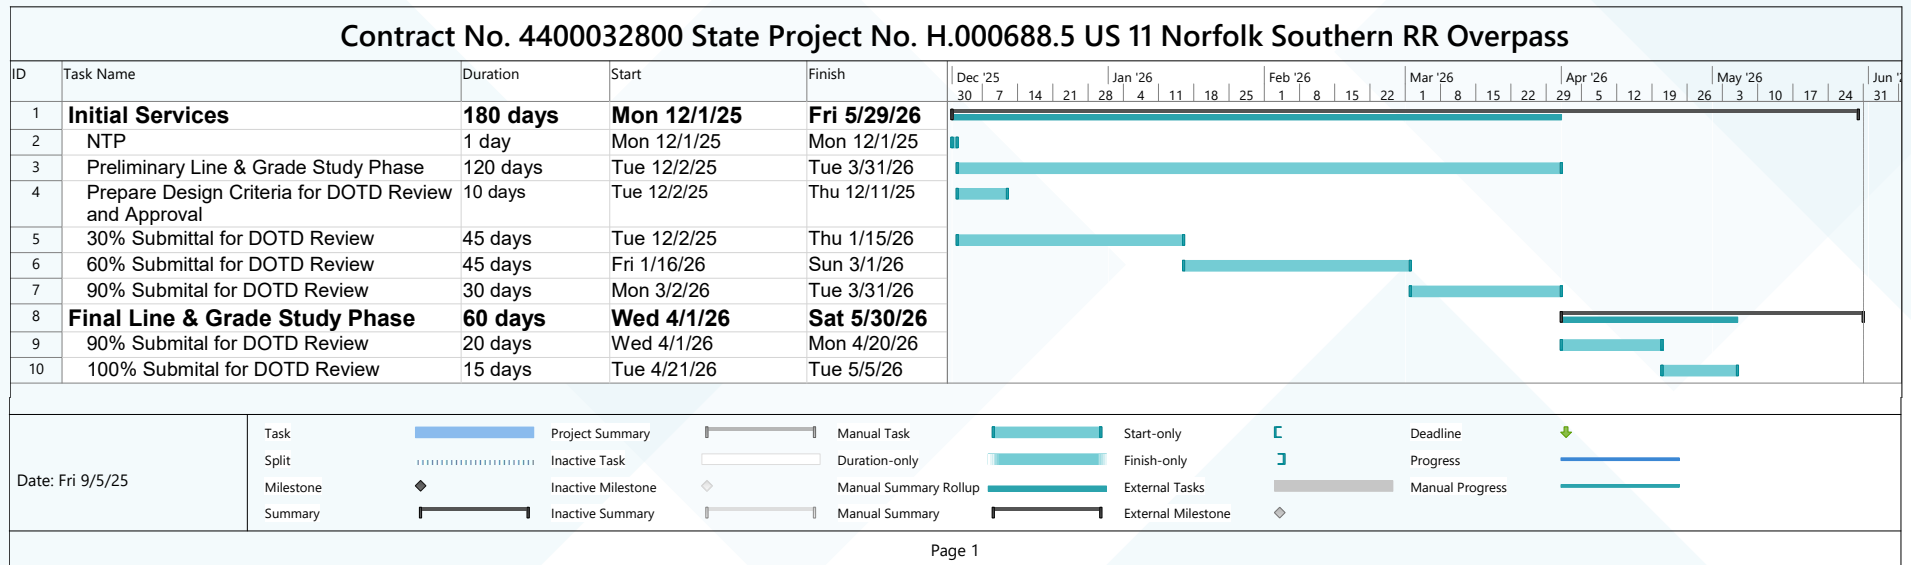 Contract No. 4400032800 State Project No. H.000688.5 US 11 Norfolk Southern RR Overpass
ID Task Name Duration Start Finish Dec '25 Jan '26 Feb '26 Mar '26 Apr '26 May '26 Jun '2
30 7 14 21 28 4 11 18 25 1 8 15 22 1 8 15 22 29 5 12 19 26 3 10 17 24 31
1 Initial Services 180 days Mon 12/1/25 Fri 5/29/26
2 NTP 1 day Mon 12/1/25 Mon 12/1/25
3 Preliminary Line & Grade Study Phase 120 days Tue 12/2/25 Tue 3/31/26
4 Prepare Design Criteria for DOTD Review 10 days Tue 12/2/25 Thu 12/11/25
and Approval
5 30% Submittal for DOTD Review 45 days Tue 12/2/25 Thu 1/15/26
6 60% Submittal for DOTD Review 45 days Fri 1/16/26 Sun 3/1/26
7 90% Submital for DOTD Review 30 days Mon 3/2/26 Tue 3/31/26
8 Final Line & Grade Study Phase 60 days Wed 4/1/26 Sat 5/30/26
9 90% Submital for DOTD Review 20 days Wed 4/1/26 Mon 4/20/26
10 100% Submital for DOTD Review 15 days Tue 4/21/26 Tue 5/5/26
Task Project Summary Manual Task Start-only Deadline
Split Inactive Task Duration-only Finish-only Progress
Date: Fri 9/5/25
Milestone Inactive Milestone Manual Summary Rollup External Tasks Manual Progress
Summary Inactive Summary Manual Summary External Milestone
Page 1